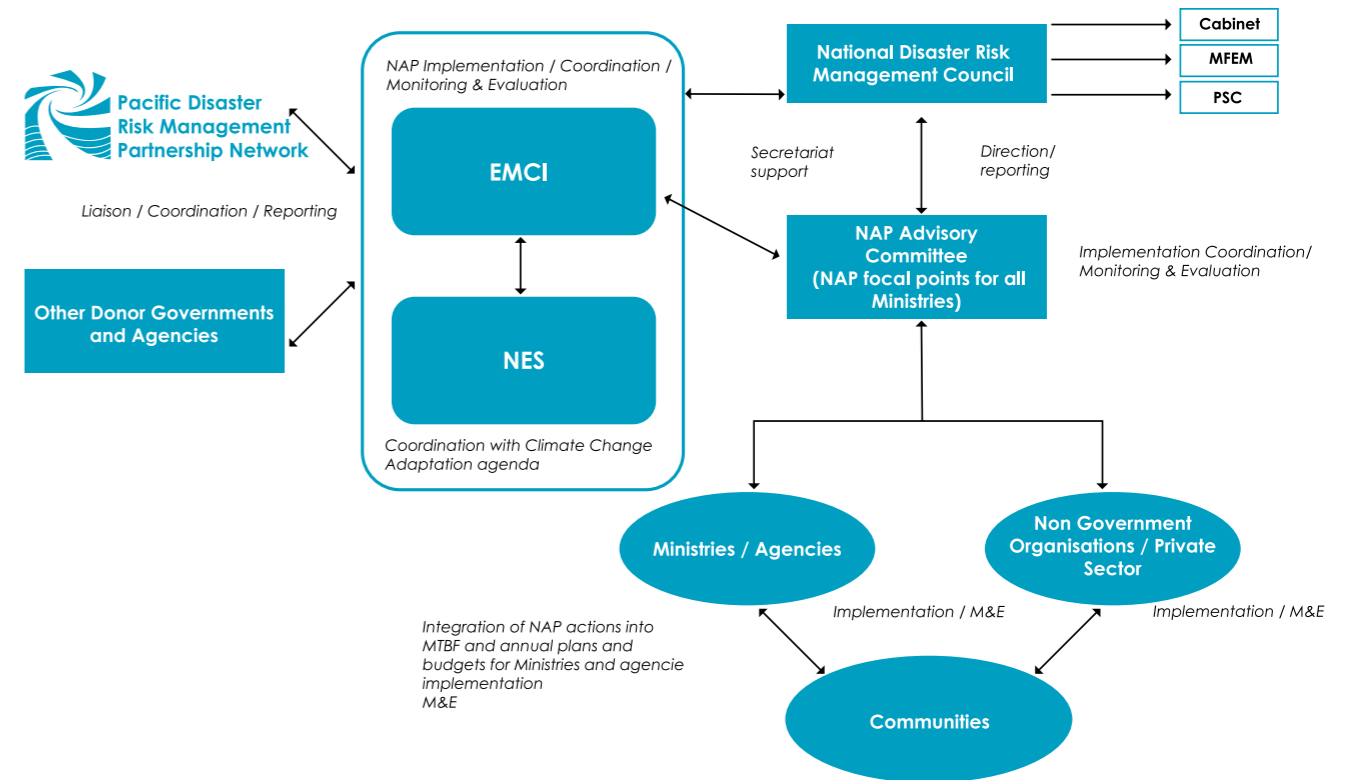 Pacific Disaster
Risk Management
Partnership Network
Liaison / Coordination / Reporting
Other Donor Governments
and Agencies
NAP Implementation / Coordination /
Monitoring & Evaluation
EMCI
NES
Coordination with Climate Change
Adaptation agenda
National Disaster Risk
Management Council
Cabinet
MFEM
PSC
Secretariat
support
Direction/
reporting
NAP Advisory
Committee
(NAP focal points for all
Ministries)
Implementation Coordination/
Monitoring & Evaluation
Ministries / Agencies
Non Government
Organisations / Private
Sector
Implementation / M&E
Implementation / M&E
Integration of NAP actions into
MTBF and annual plans and
budgets for Ministries and agencie
implementation
M&E
Communities